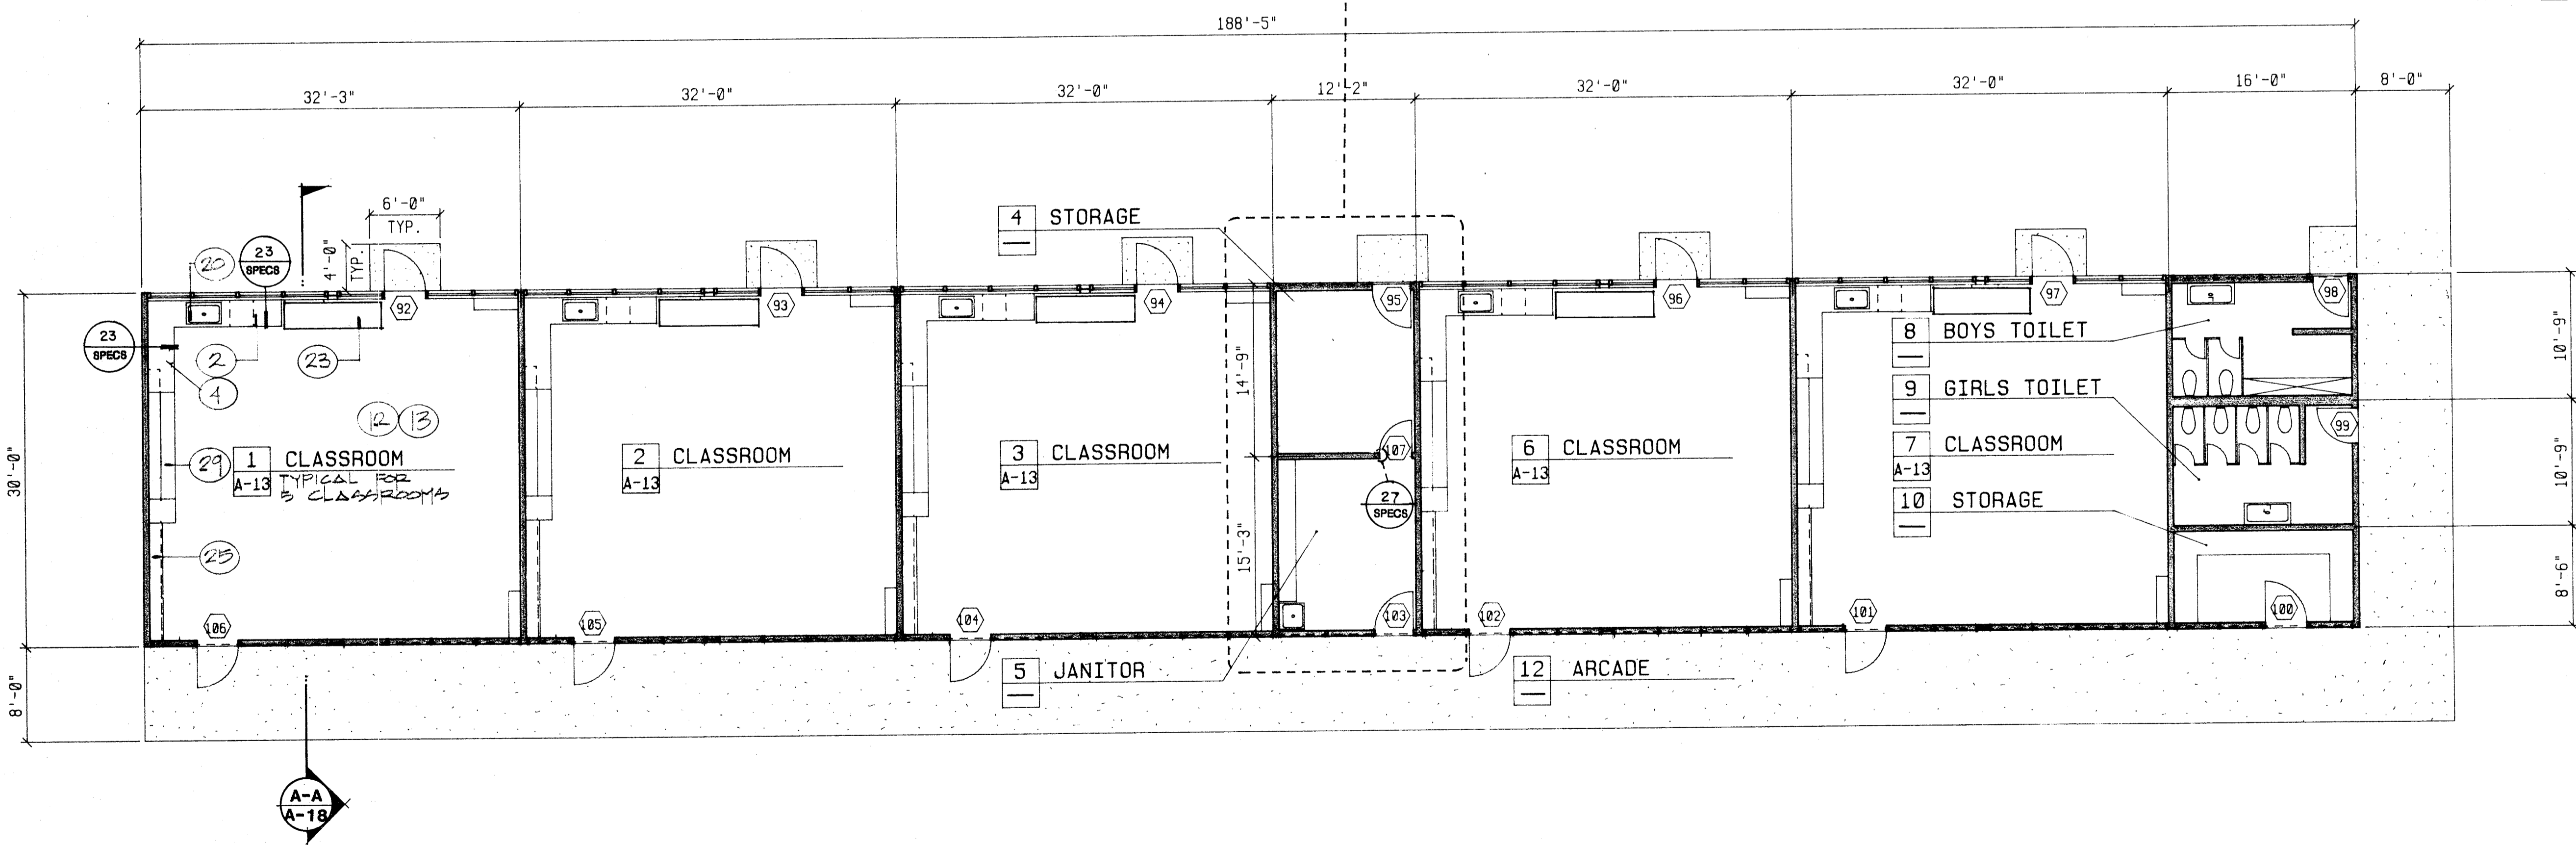 188'-5"
32'-3"
32'-0"
32'-0"
12'-2"
32'-0"
32'-0"
16'-0"
8'-0"
6'-0"
TYP.
4'-0"
TYP.
4 STORAGE
20
23
SPECS
92
93
94
95
96
97
98
23
SPECS
2
23
4
8 BOYS TOILET
10'-9"
12 13
14'-9"
9 GIRLS TOILET
99
1 CLASSROOM
A-13
TYPICAL FOR
5 CLASSROOMS
29
2 CLASSROOM
A-13
3 CLASSROOM
A-13
107
6 CLASSROOM
A-13
7 CLASSROOM
A-13
10'-9"
30'-0"
27
SPECS
10 STORAGE
25
15'-3"
8'-6"
106
105
104
103
102
101
100
5 JANITOR
12 ARCADE
8'-0"
A-A
A-18